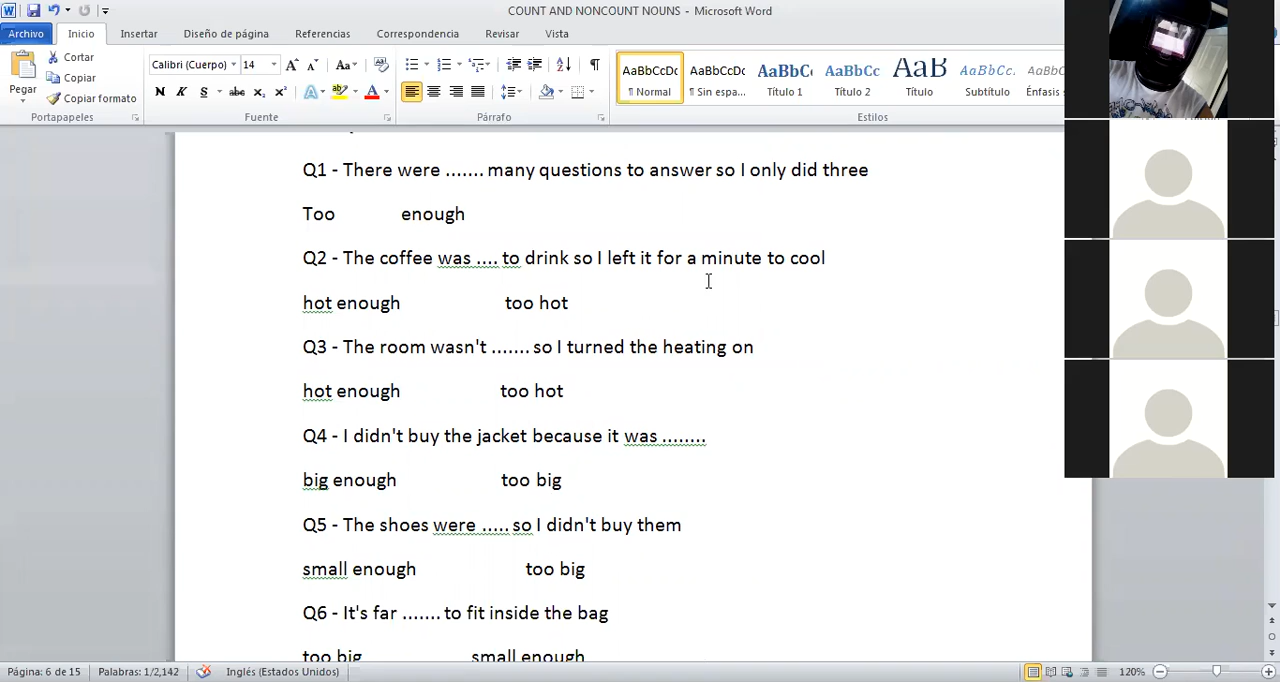 COUNT AND NONCOUNT NOUNS - Microsoft Word
Archivo Inicio Insertar Diseño de página Referencias Correspondencia Revisar Vista
Cortar
Copiar
Copiar formato
Pegar
Portapapeles
Calibri (Cuerpo) 14
N K S abc x₂ x²
Fuente
Párrafo
AaBbCcDc AaBbCcDc AaBbC AaBbCc AaB AaBbCc AaBbCc
¶ Normal ¶ Sin espa... Título 1 Título 2 Título Subtítulo Énfasis
Estilos
Q1 - There were ....... many questions to answer so I only did three
Too enough
Q2 - The coffee was .... to drink so I left it for a minute to cool
hot enough too hot
Q3 - The room wasn't ....... so I turned the heating on
hot enough too hot
Q4 - I didn't buy the jacket because it was ........
big enough too big
Q5 - The shoes were ..... so I didn't buy them
small enough too big
Q6 - It's far ....... to fit inside the bag
too big small enough
Página: 6 de 15 Palabras: 1/2,142 Inglés (Estados Unidos) 120%